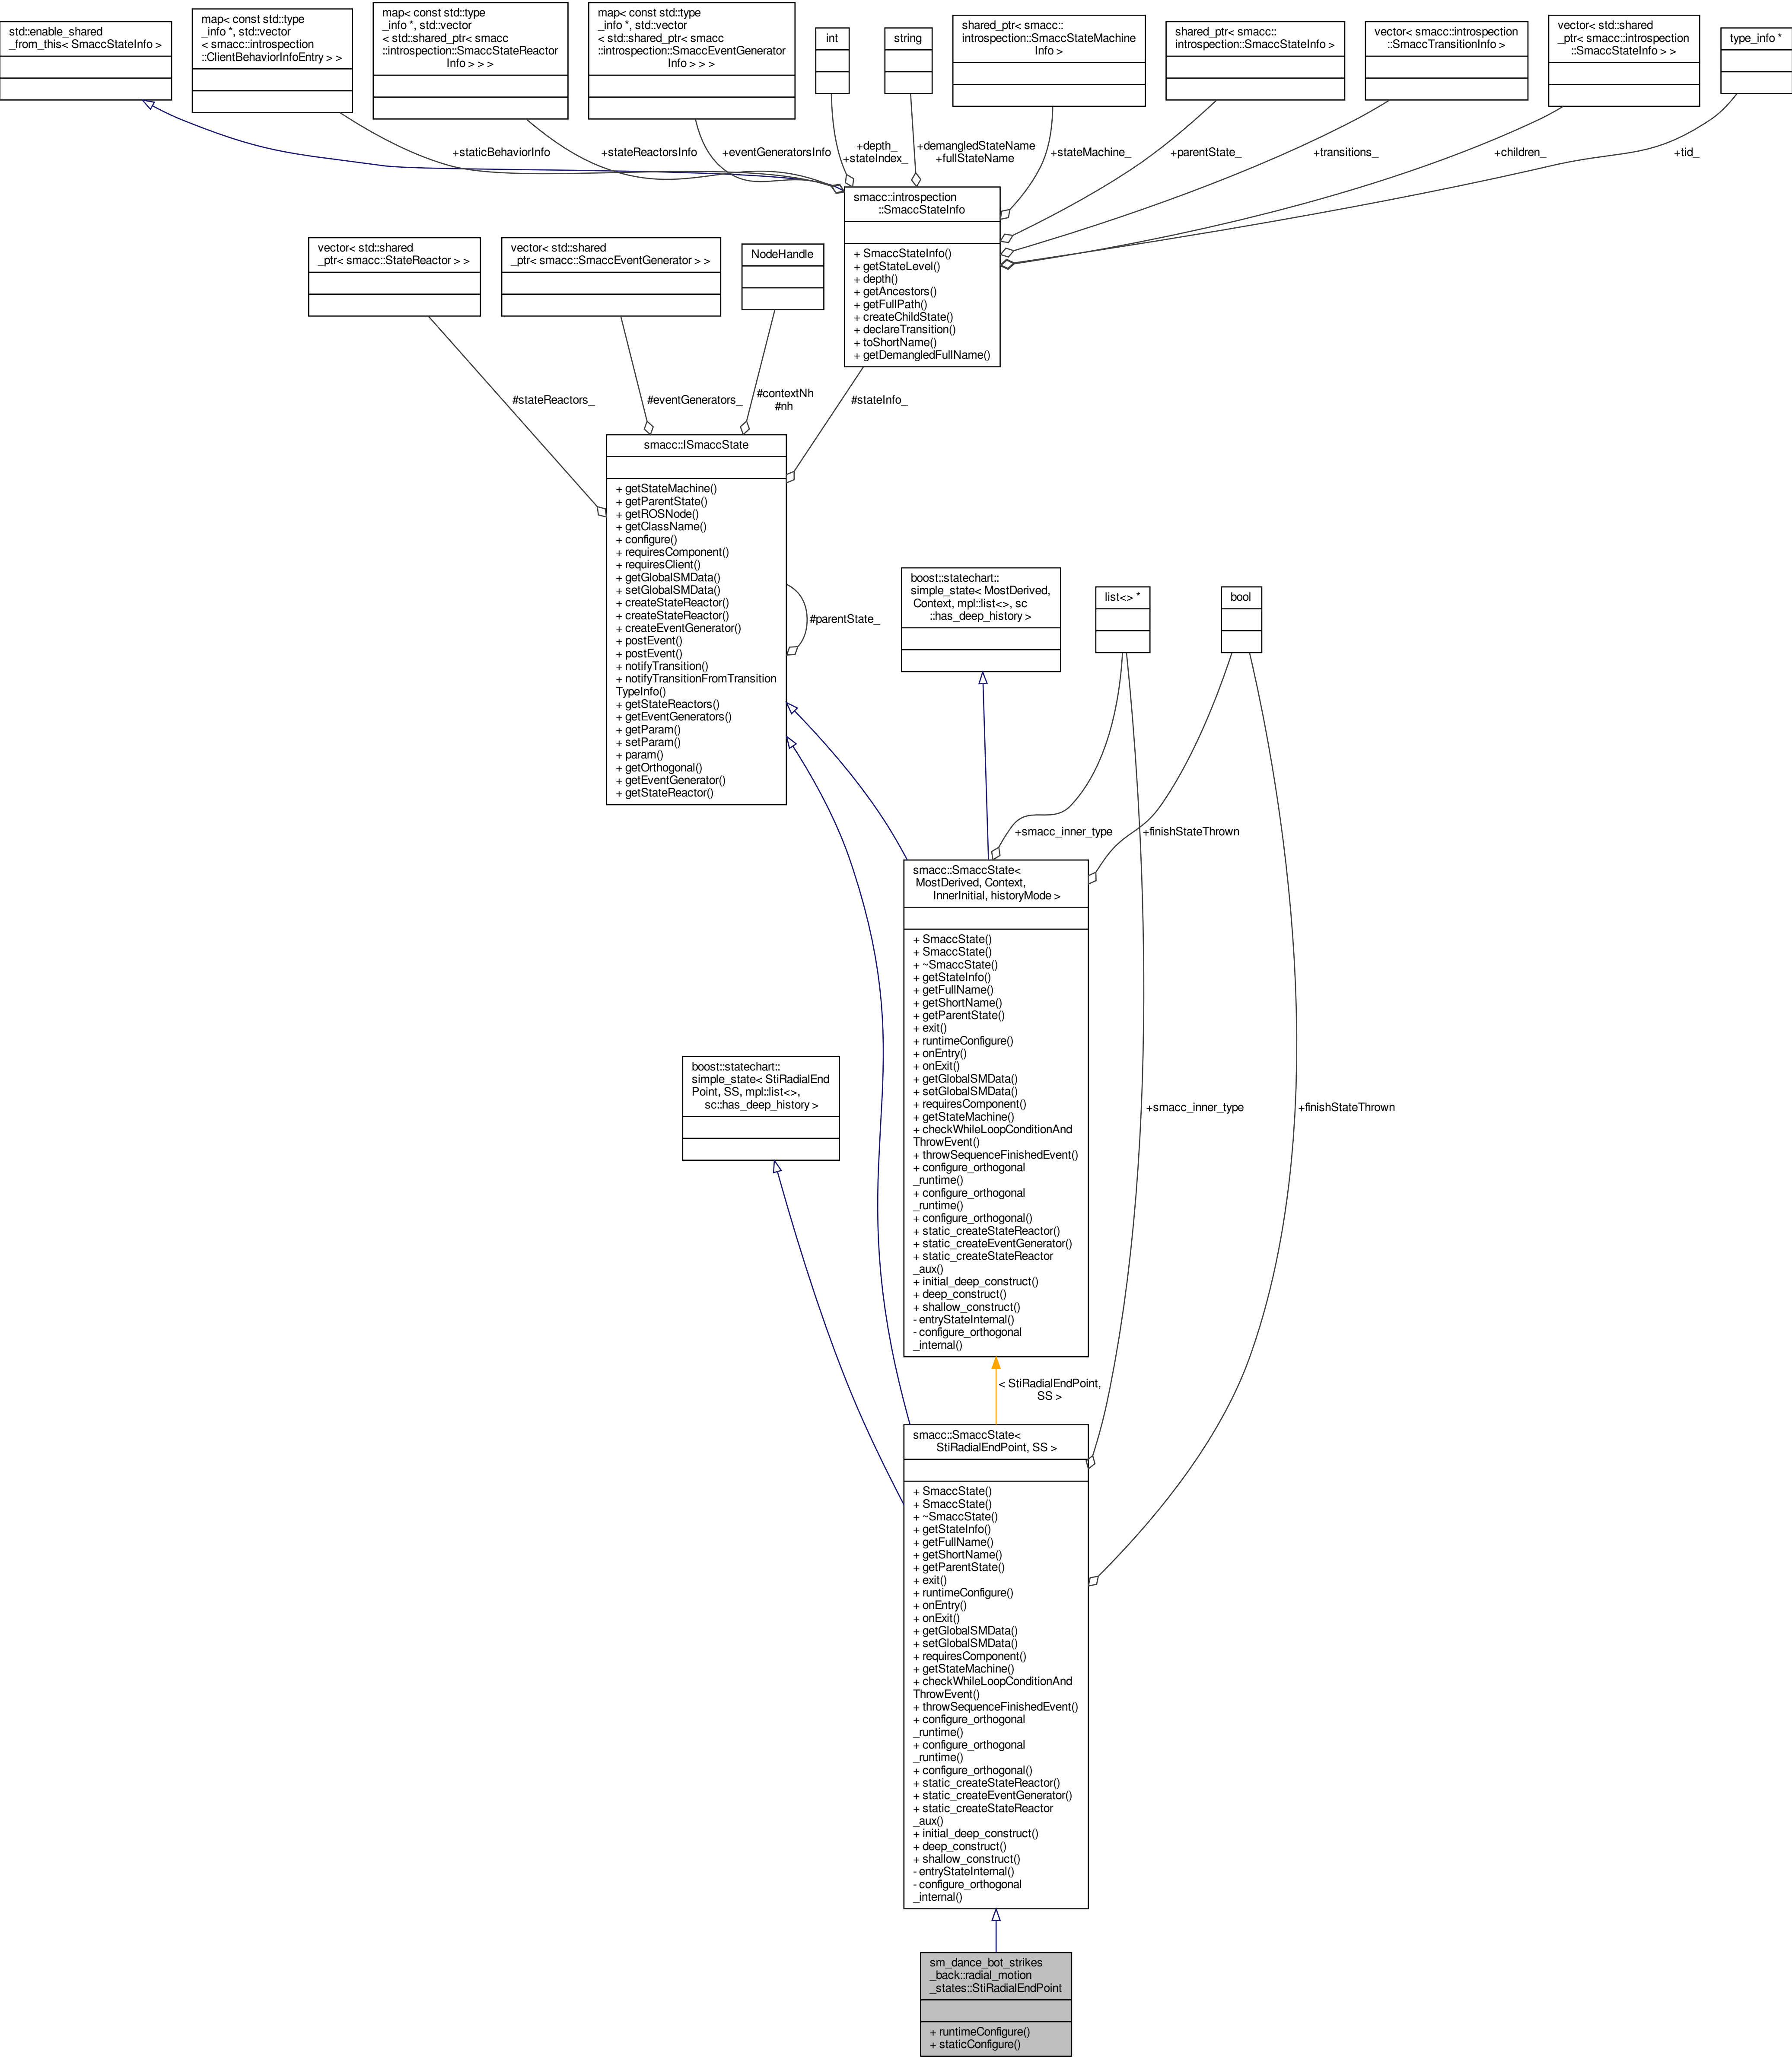 std::enable_shared
_from_this< SmaccStateInfo >
map< const std::type
_info *, std::vector
< smacc::introspection
::ClientBehaviorInfoEntry > >
map< const std::type
_info *, std::vector
< std::shared_ptr< smacc
::introspection::SmaccStateReactor
Info > > >
map< const std::type
_info *, std::vector
< std::shared_ptr< smacc
::introspection::SmaccEventGenerator
Info > > >
int
string
shared_ptr< smacc::
introspection::SmaccStateMachine
Info >
shared_ptr< smacc::
introspection::SmaccStateInfo >
vector< smacc::introspection
::SmaccTransitionInfo >
vector< std::shared
_ptr< smacc::introspection
::SmaccStateInfo > >
type_info *
+staticBehaviorInfo
+stateReactorsInfo
+eventGeneratorsInfo
+depth_
+stateIndex_
+demangledStateName
+fullStateName
+stateMachine_
+parentState_
+transitions_
+children_
+tid_
smacc::introspection
::SmaccStateInfo
+ SmaccStateInfo()
+ getStateLevel()
+ depth()
+ getAncestors()
+ getFullPath()
+ createChildState()
+ declareTransition()
+ toShortName()
+ getDemangledFullName()
vector< std::shared
_ptr< smacc::StateReactor > >
vector< std::shared
_ptr< smacc::SmaccEventGenerator > >
NodeHandle
#stateReactors_
#eventGenerators_
#contextNh
#nh
#stateInfo_
smacc::ISmaccState
+ getStateMachine()
+ getParentState()
+ getROSNode()
+ getClassName()
+ configure()
+ requiresComponent()
+ requiresClient()
+ getGlobalSMData()
+ setGlobalSMData()
+ createStateReactor()
+ createStateReactor()
+ createEventGenerator()
+ postEvent()
+ postEvent()
+ notifyTransition()
+ notifyTransitionFromTransition
TypeInfo()
+ getStateReactors()
+ getEventGenerators()
+ getParam()
+ setParam()
+ param()
+ getOrthogonal()
+ getEventGenerator()
+ getStateReactor()
#parentState_
boost::statechart::
simple_state< MostDerived,
Context, mpl::list<>, sc
::has_deep_history >
list<> *
bool
+smacc_inner_type
+finishStateThrown
smacc::SmaccState<
MostDerived, Context,
InnerInitial, historyMode >
+ SmaccState()
+ SmaccState()
+ ~SmaccState()
+ getStateInfo()
+ getFullName()
+ getShortName()
+ getParentState()
+ exit()
+ runtimeConfigure()
+ onEntry()
+ onExit()
+ getGlobalSMData()
+ setGlobalSMData()
+ requiresComponent()
+ getStateMachine()
+ checkWhileLoopConditionAnd
ThrowEvent()
+ throwSequenceFinishedEvent()
+ configure_orthogonal
_runtime()
+ configure_orthogonal
_runtime()
+ configure_orthogonal()
+ static_createStateReactor()
+ static_createEventGenerator()
+ static_createStateReactor
_aux()
+ initial_deep_construct()
+ deep_construct()
+ shallow_construct()
- entryStateInternal()
- configure_orthogonal
_internal()
boost::statechart::
simple_state< StiRadialEnd
Point, SS, mpl::list<>,
sc::has_deep_history >
+smacc_inner_type
+finishStateThrown
< StiRadialEndPoint,
SS >
smacc::SmaccState<
StiRadialEndPoint, SS >
+ SmaccState()
+ SmaccState()
+ ~SmaccState()
+ getStateInfo()
+ getFullName()
+ getShortName()
+ getParentState()
+ exit()
+ runtimeConfigure()
+ onEntry()
+ onExit()
+ getGlobalSMData()
+ setGlobalSMData()
+ requiresComponent()
+ getStateMachine()
+ checkWhileLoopConditionAnd
ThrowEvent()
+ throwSequenceFinishedEvent()
+ configure_orthogonal
_runtime()
+ configure_orthogonal
_runtime()
+ configure_orthogonal()
+ static_createStateReactor()
+ static_createEventGenerator()
+ static_createStateReactor
_aux()
+ initial_deep_construct()
+ deep_construct()
+ shallow_construct()
- entryStateInternal()
- configure_orthogonal
_internal()
sm_dance_bot_strikes
_back::radial_motion
_states::StiRadialEndPoint
+ runtimeConfigure()
+ staticConfigure()